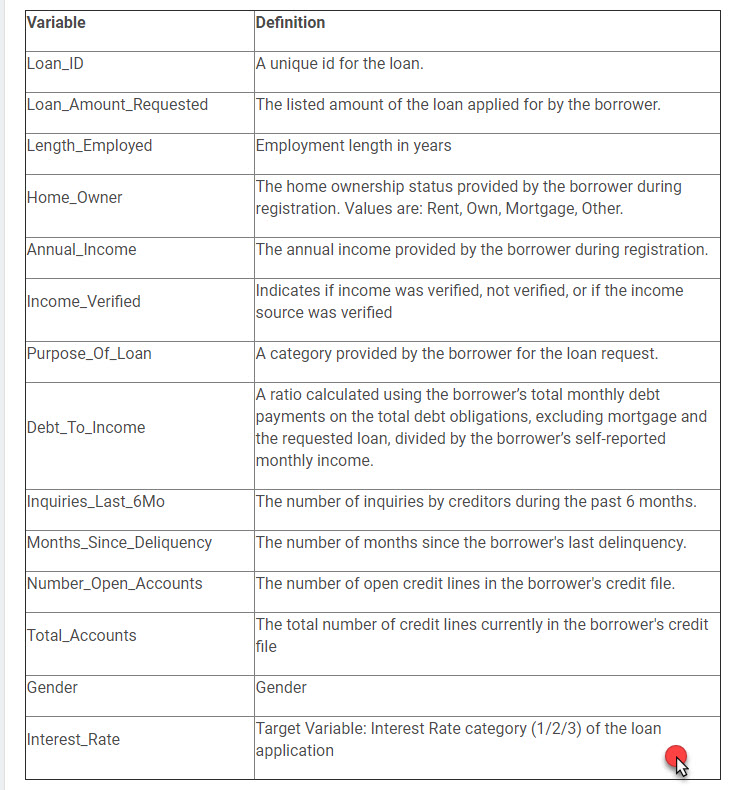 Variable Definition
Loan_ID A unique id for the loan.
Loan_Amount_Requested The listed amount of the loan applied for by the borrower.
Length_Employed Employment length in years
Home_Owner The home ownership status provided by the borrower during
registration. Values are: Rent, Own, Mortgage, Other.
Annual_Income The annual income provided by the borrower during registration.
Income_Verified Indicates if income was verified, not verified, or if the income
source was verified
Purpose_Of_Loan A category provided by the borrower for the loan request.
Debt_To_Income A ratio calculated using the borrower’s total monthly debt
payments on the total debt obligations, excluding mortgage and
the requested loan, divided by the borrower’s self-reported
monthly income.
Inquiries_Last_6Mo The number of inquiries by creditors during the past 6 months.
Months_Since_Deliquency The number of months since the borrower's last delinquency.
Number_Open_Accounts The number of open credit lines in the borrower's credit file.
Total_Accounts The total number of credit lines currently in the borrower's credit
file
Gender Gender
Interest_Rate Target Variable: Interest Rate category (1/2/3) of the loan
application